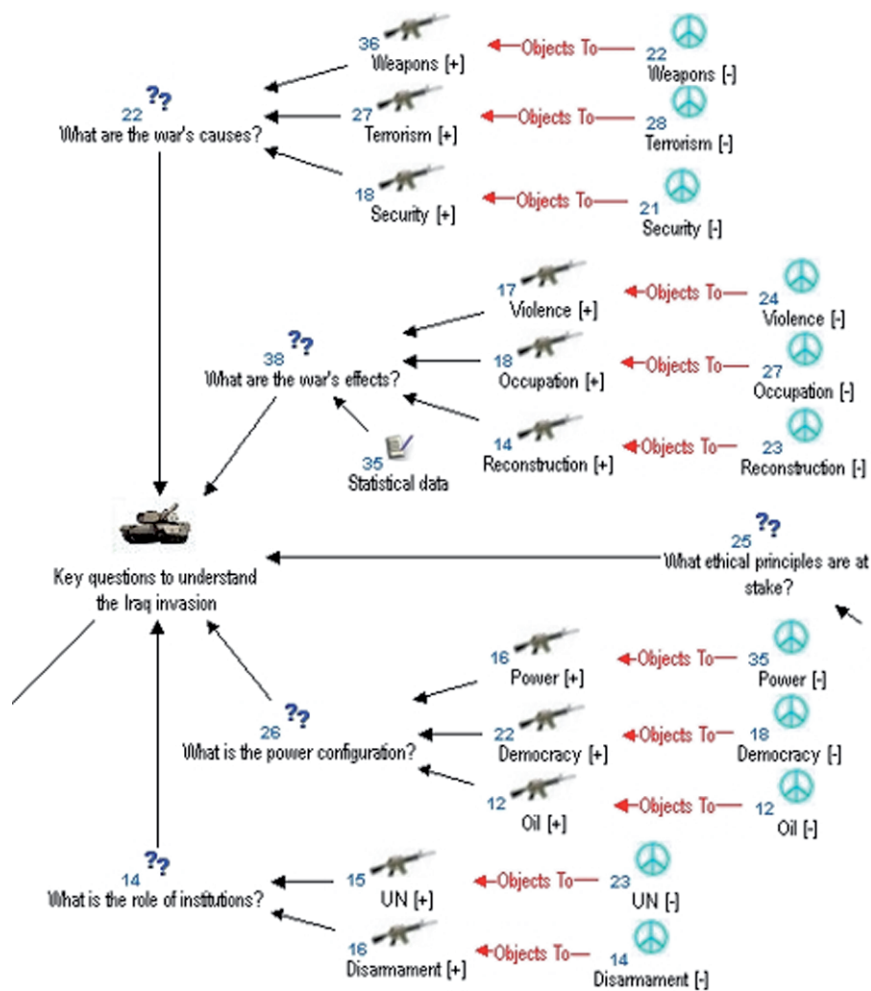 36
Weapons [+]
Objects To
22
Weapons [-]
??
22
What are the war's causes?
27
Terrorism [+]
Objects To
28
Terrorism [-]
18
Security [+]
Objects To
21
Security [-]
17
Violence [+]
Objects To
24
Violence [-]
??
38
What are the war's effects?
18
Occupation [+]
Objects To
27
Occupation [-]
14
Reconstruction [+]
Objects To
23
Reconstruction [-]
35
Statistical data
Key questions to understand
the Iraq invasion
??
25
What ethical principles are at
stake?
16
Power [+]
Objects To
35
Power [-]
??
26
What is the power configuration?
22
Democracy [+]
Objects To
18
Democracy [-]
12
Oil [+]
Objects To
12
Oil [-]
??
14
What is the role of institutions?
15
UN [+]
Objects To
23
UN [-]
16
Disarmament [+]
Objects To
14
Disarmament [-]